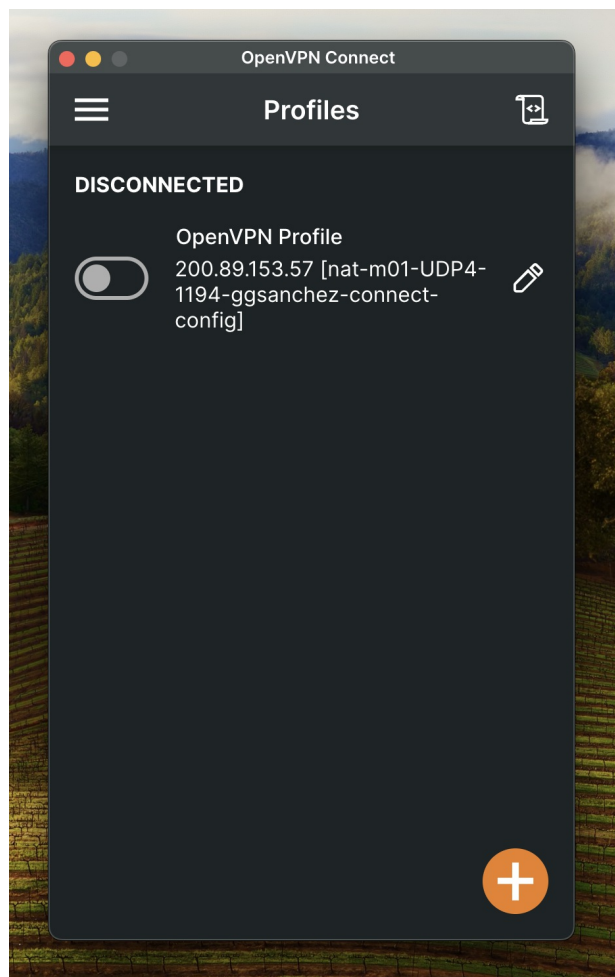 OpenVPN Connect
Profiles
DISCONNECTED
OpenVPN Profile
200.89.153.57 [nat-m01-UDP4-
1194-ggsanchez-connect-
config]